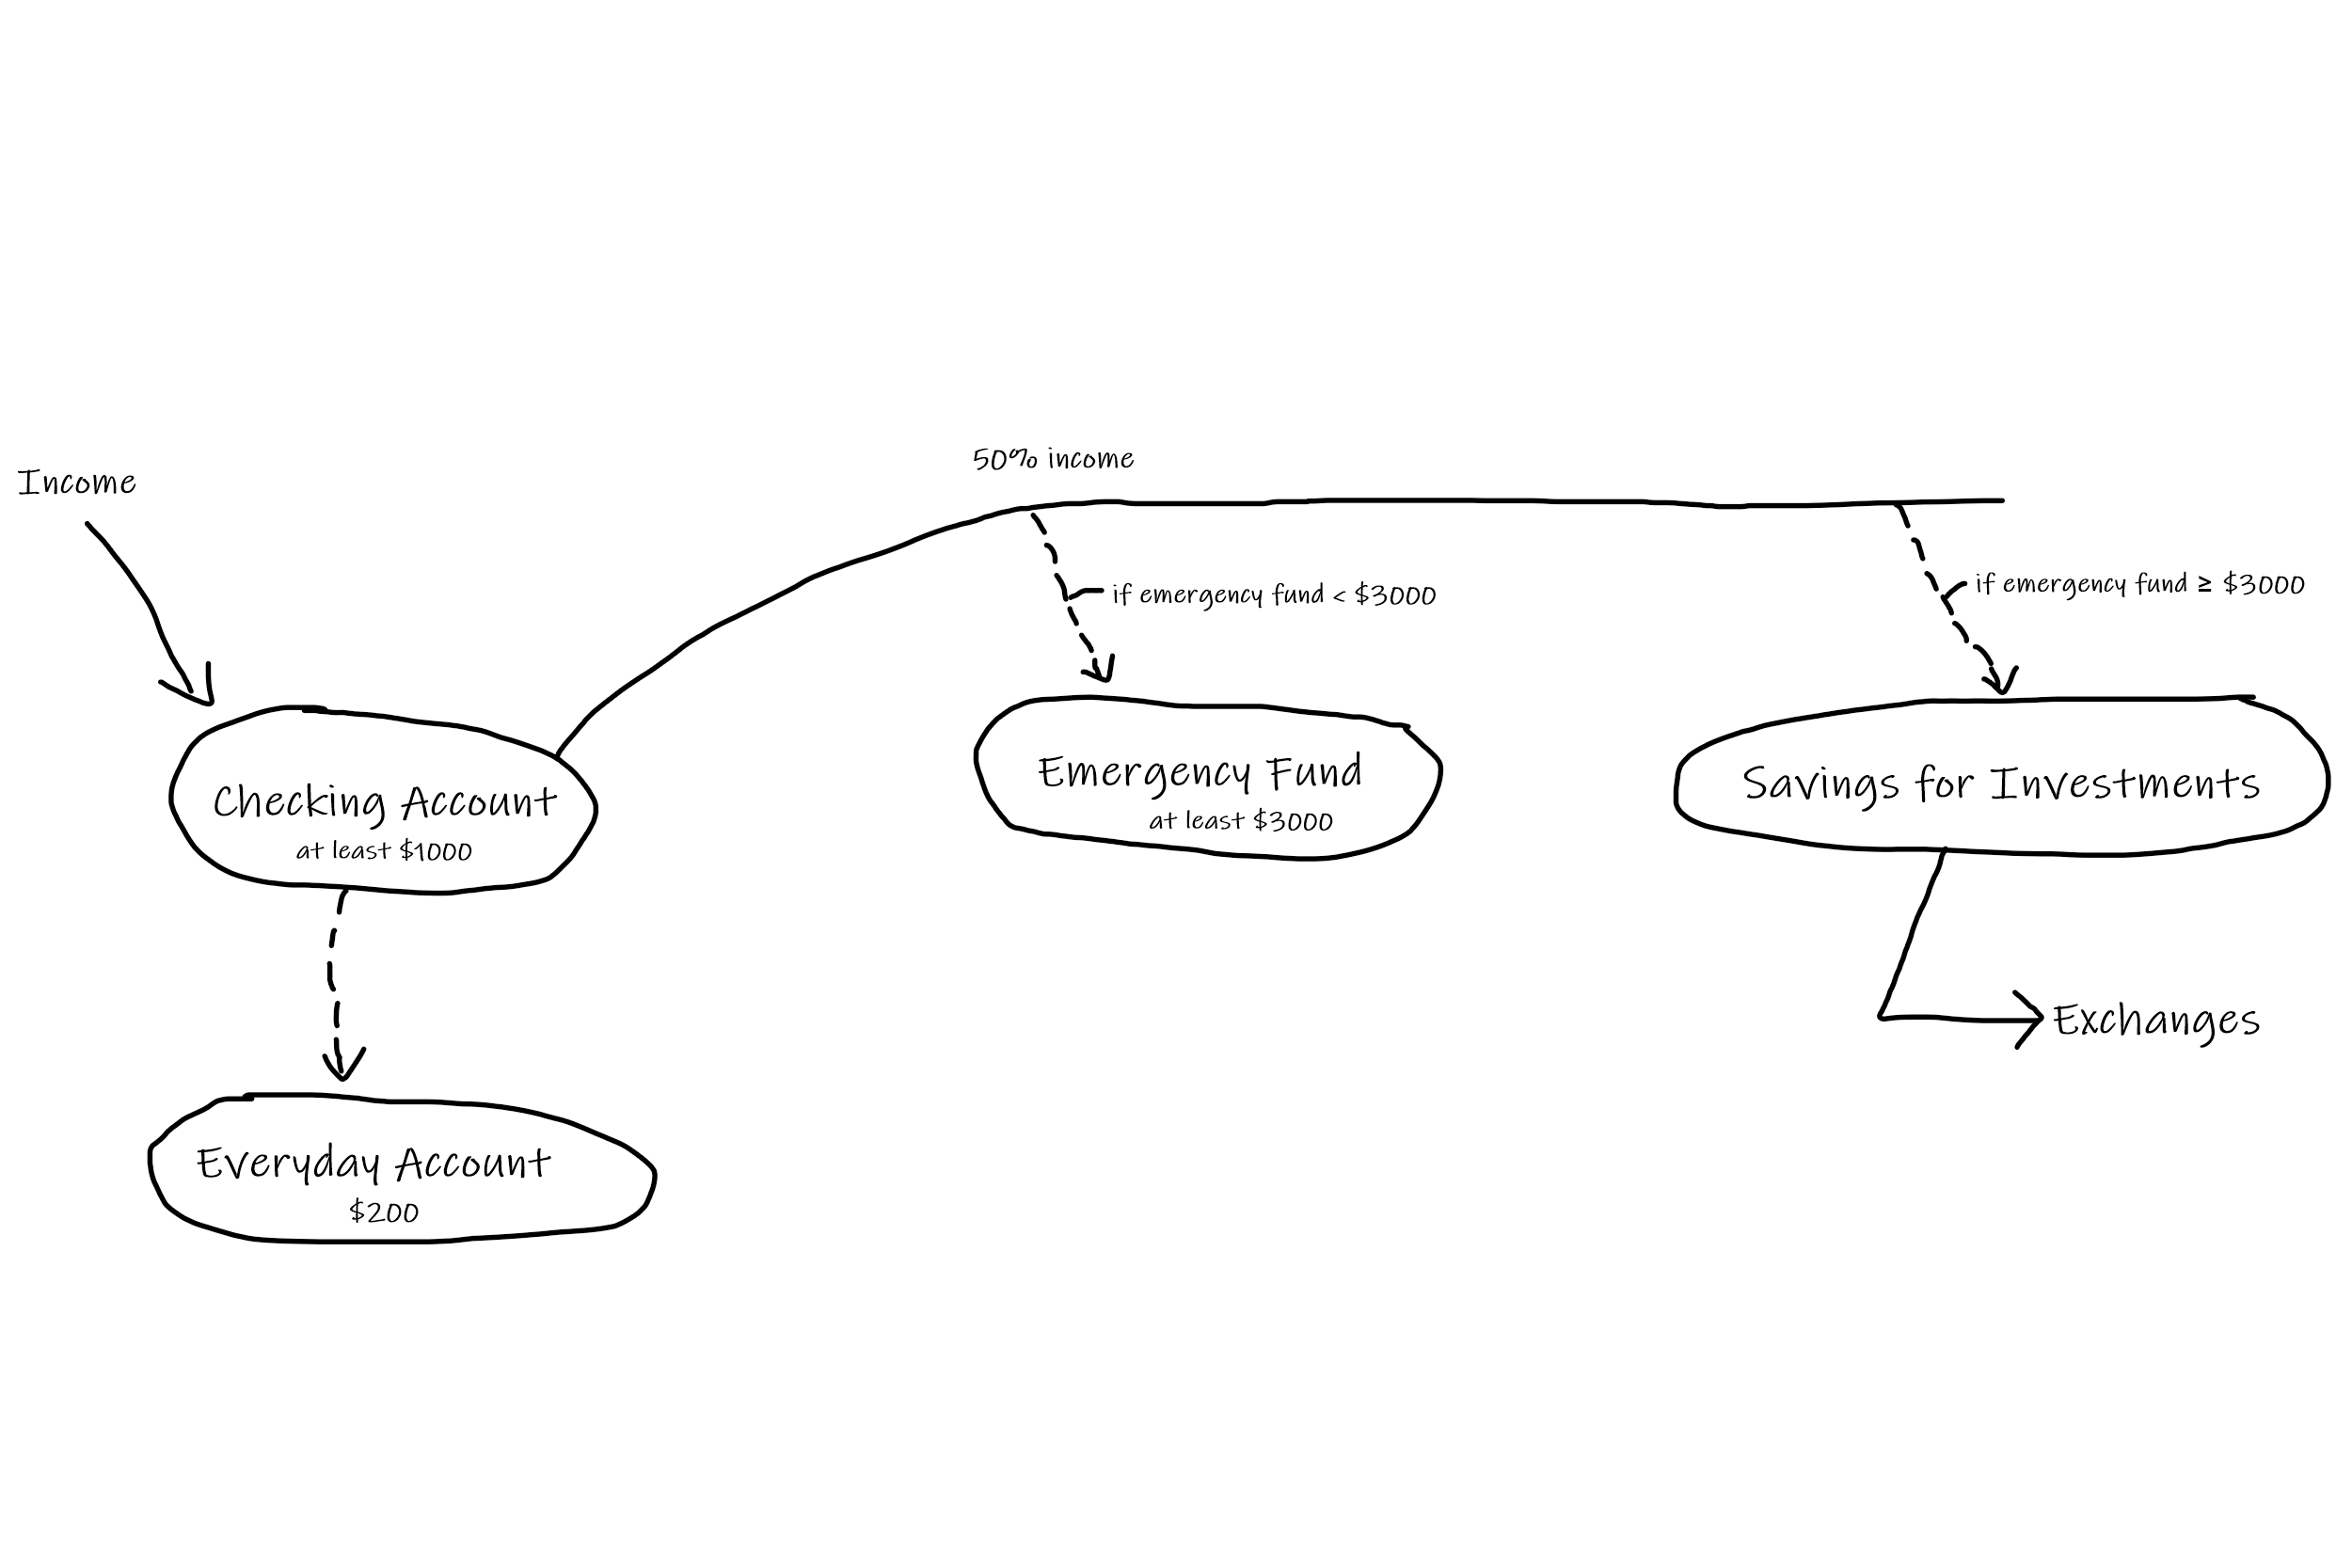 50% income
Income
if emergency fund < $3000
if emergency fund ≥ $3000
Checking Account
at least $1000
Emergency Fund
at least $3000
Savings for Investments
Exchanges
Everyday Account
$200